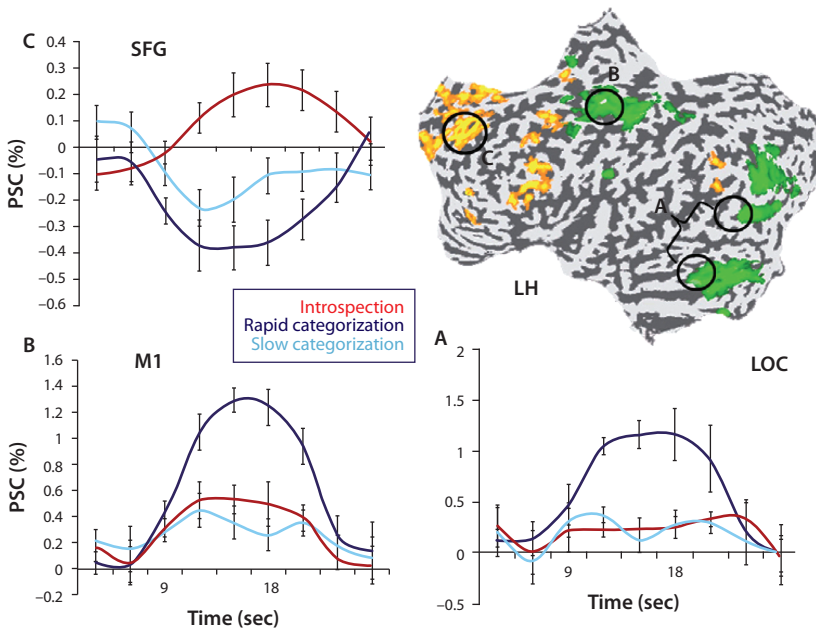 C
SFG
PSC (%)
0.4
0.3
0.2
0.1
0
–0.1
–0.2
–0.3
–0.4
–0.5
–0.6
B
C
A
LH
Introspection
Rapid categorization
Slow categorization
B
M1
PSC (%)
1.6
1.4
1.2
1
0.8
0.6
0.4
0.2
0
–0.2
9
18
Time (sec)
A
LOC
2
1.5
1
0.5
0
–0.5
9
18
Time (sec)